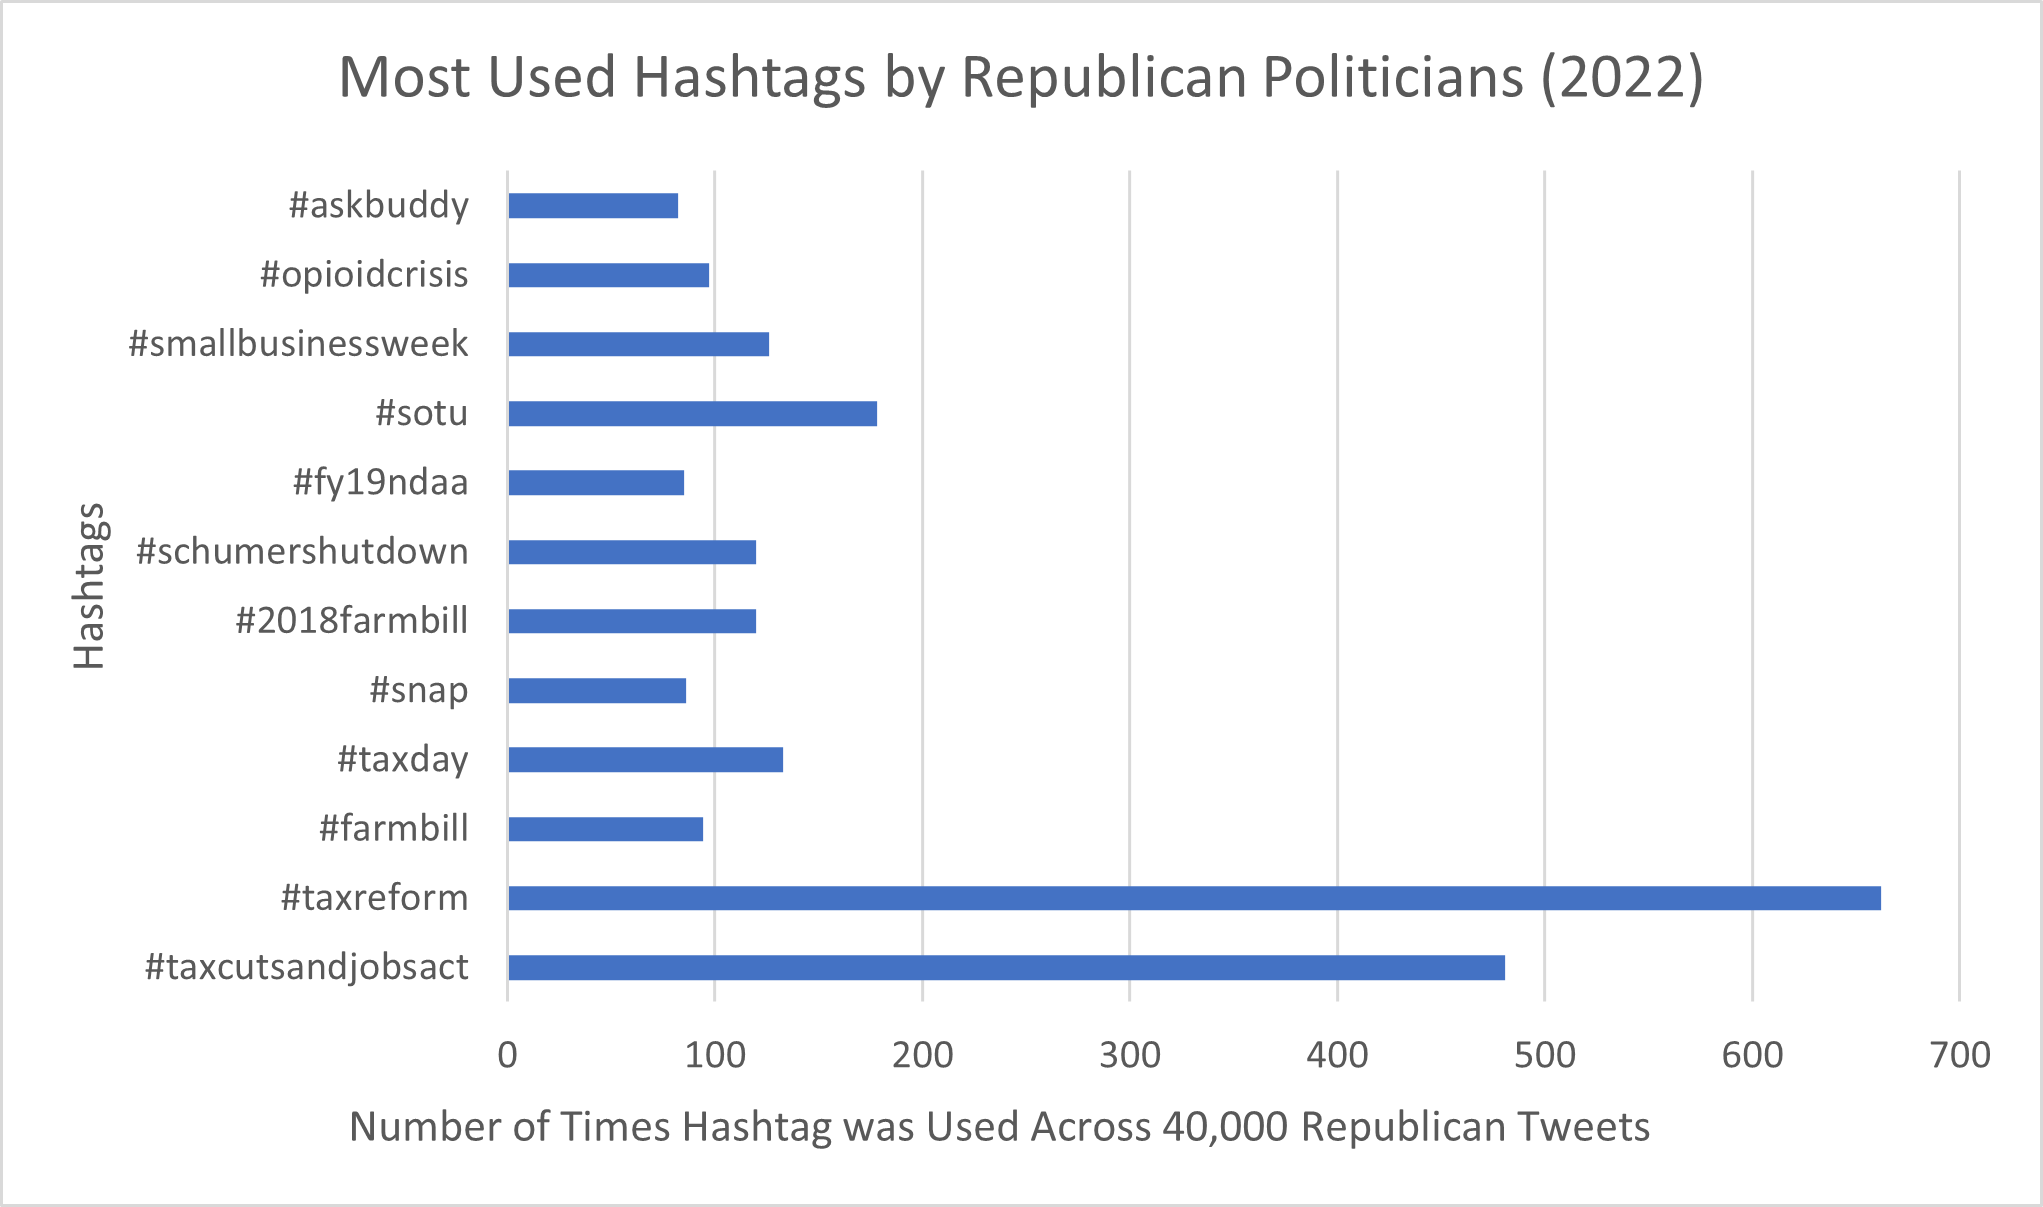 Most Used Hashtags by Republican Politicians (2022)
#askbuddy
#opioidcrisis
#smallbusinessweek
#sotu
#fy19ndaa
#schumershutdown
#2018farmbill
#snap
#taxday
#farmbill
#taxreform
#taxcutsandjobsact
Hashtags
0 100 200 300 400 500 600 700
Number of Times Hashtag was Used Across 40,000 Republican Tweets